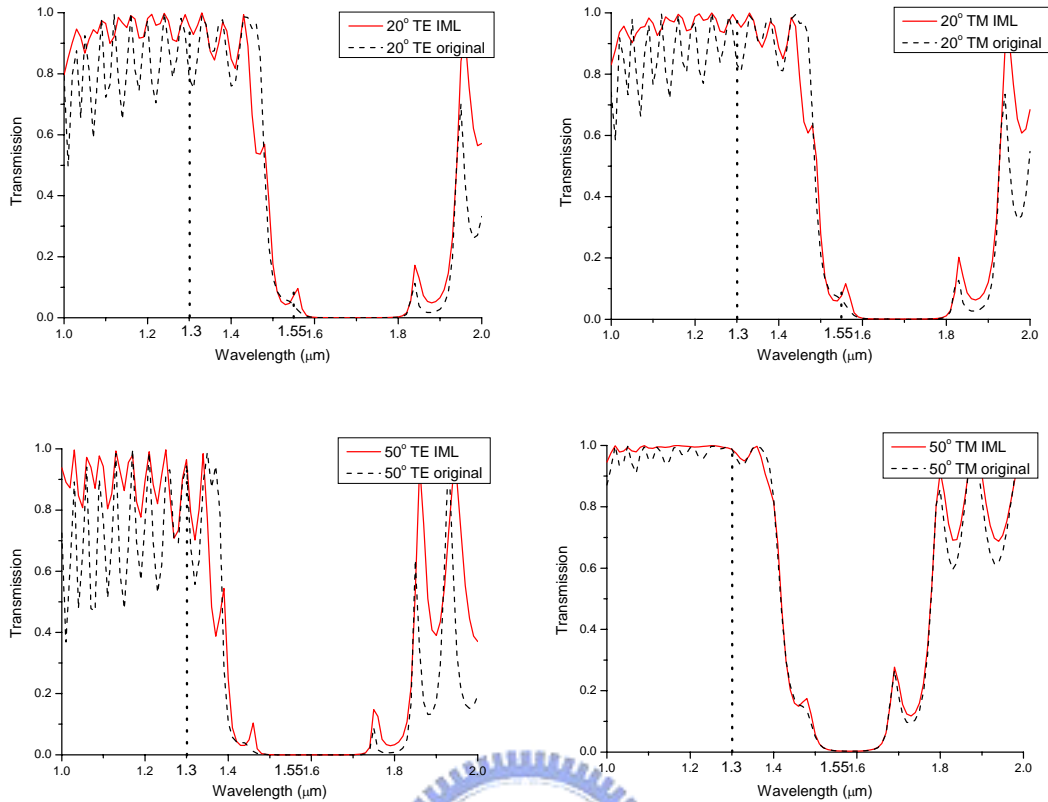 20° TE IML
20° TE original
Transmission
1.0
0.8
0.6
0.4
0.2
0.0
1.0 1.2 1.3 1.4 1.55 1.6 1.8 2.0
Wavelength (μm)
20° TM IML
20° TM original
Transmission
1.0
0.8
0.6
0.4
0.2
0.0
1.0 1.2 1.3 1.4 1.55 1.6 1.8 2.0
Wavelength (μm)
50° TE IML
50° TE original
Transmission
1.0
0.8
0.6
0.4
0.2
0.0
1.0 1.2 1.3 1.4 1.55 1.6 1.8 2.0
Wavelength (μm)
50° TM IML
50° TM original
Transmission
1.0
0.8
0.6
0.4
0.2
0.0
1.0 1.2 1.3 1.4 1.55 1.6 1.8 2.0
Wavelength (μm)